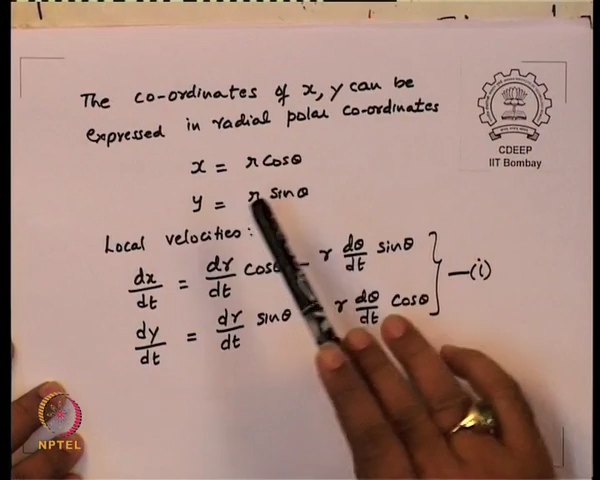 The co-ordinates of x, y can be
expressed in radial polar co-ordinates
x = r cosθ
y = r sinθ
Local velocities:
dx/dt = dr/dt cosθ - r dθ/dt sinθ
dy/dt = dr/dt sinθ r dθ/dt cosθ
—(i)
CDEEP
IIT Bombay
NPTEL